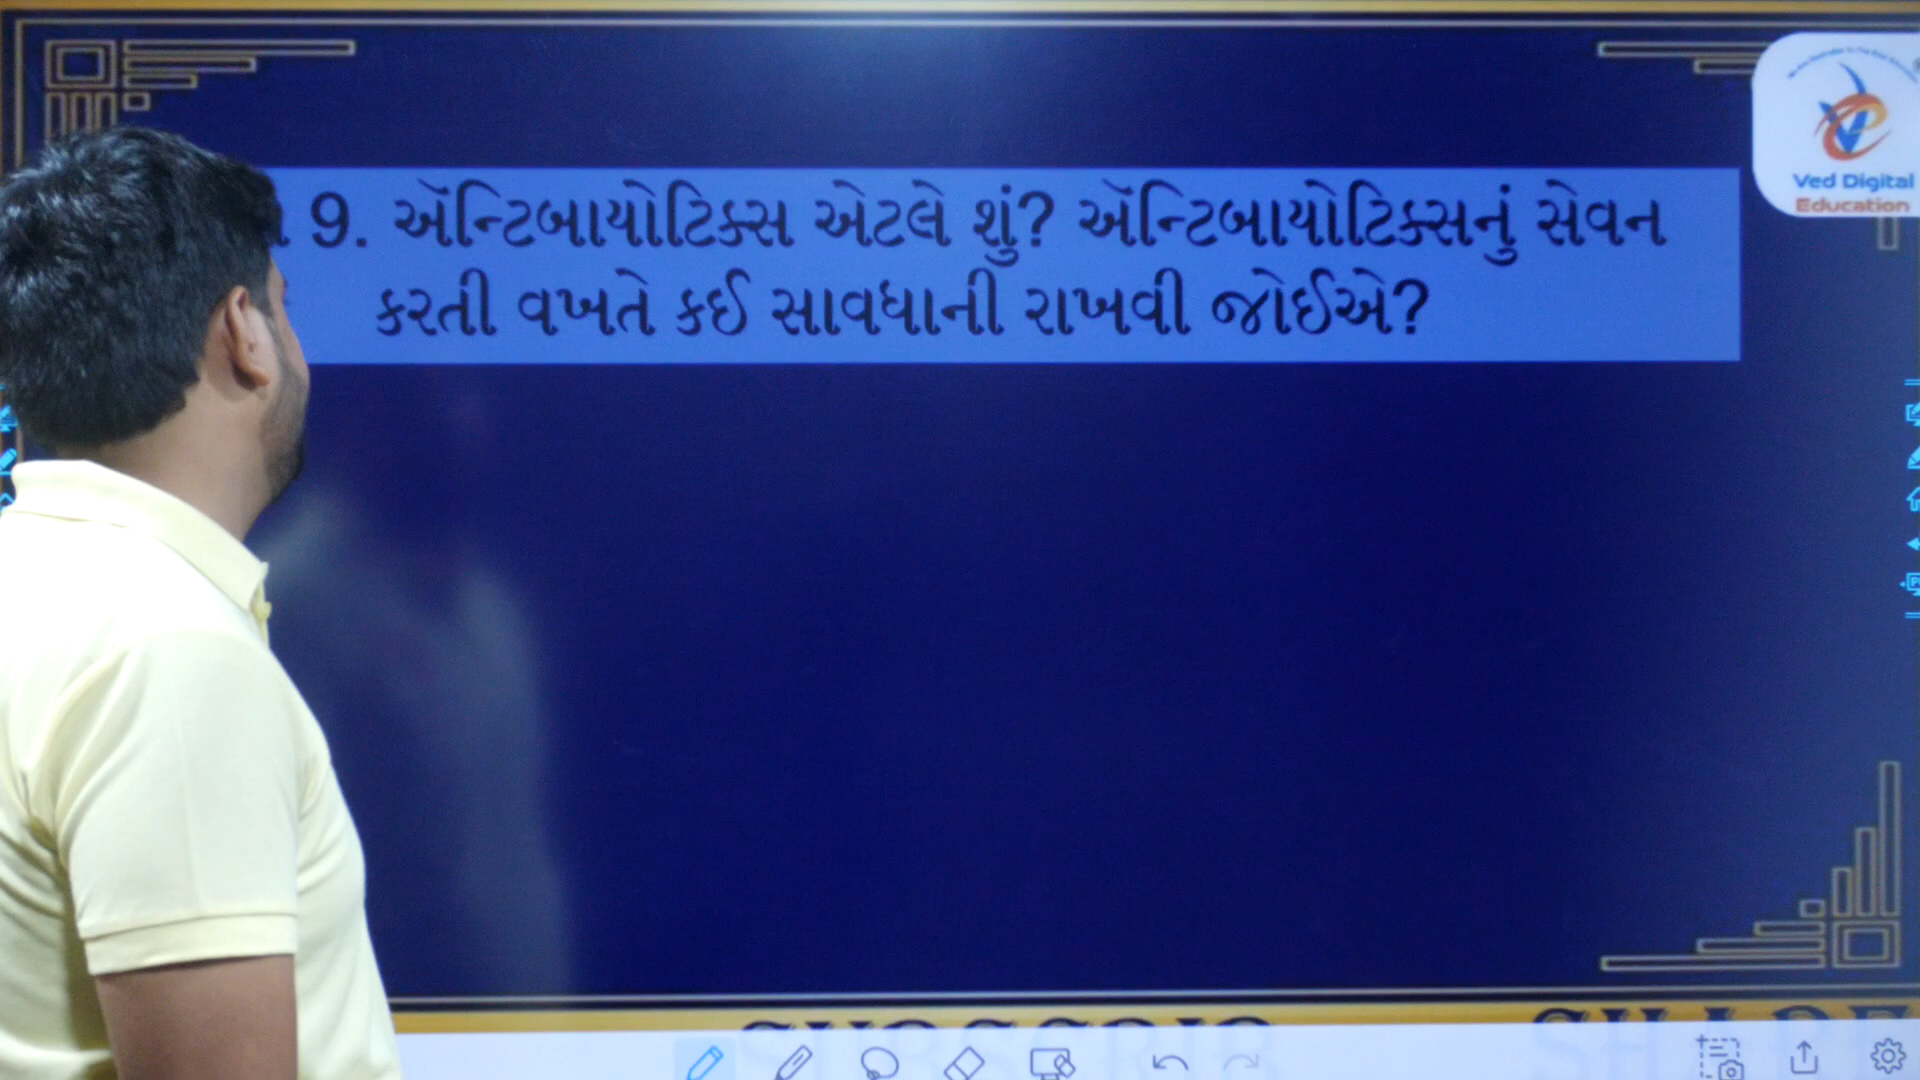 9. ઍન્ટિબાયોટિક્સ એટલે શું? ઍન્ટિબાયોટિક્સનું સેવન
કરતી વખતે કઈ સાવધાની રાખવી જોઈએ?
Ved Digital
Education